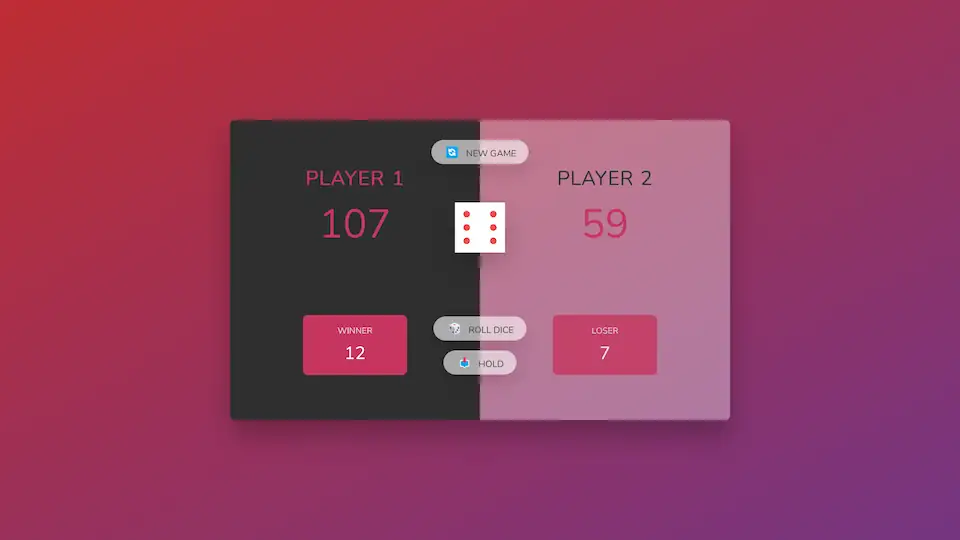 NEW GAME
PLAYER 1
107
PLAYER 2
59
WINNER
12
ROLL DICE
HOLD
LOSER
7